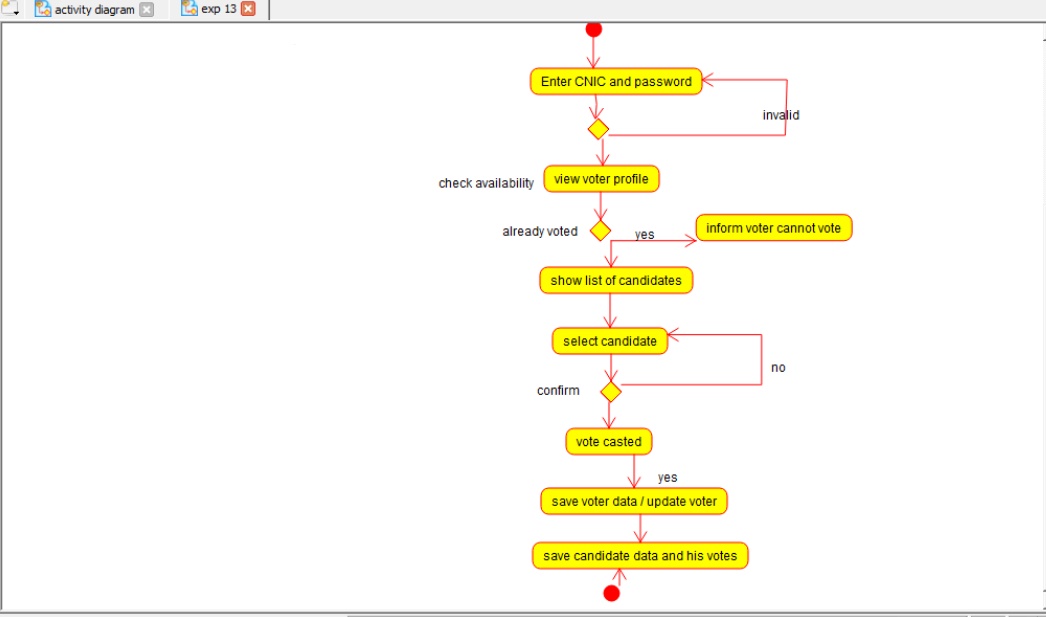 activity diagram
exp 13
Enter CNIC and password
invalid
view voter profile
check availability
already voted
yes
inform voter cannot vote
show list of candidates
select candidate
no
confirm
vote casted
yes
save voter data / update voter
save candidate data and his votes